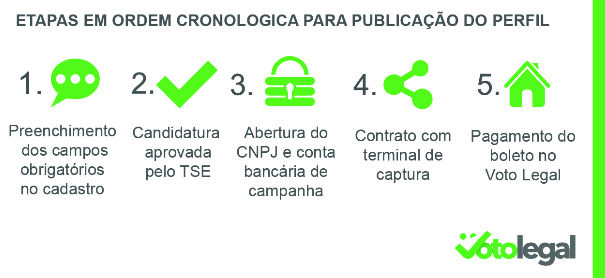 ETAPAS EM ORDEM CRONOLOGICA PARA PUBLICAÇÃO DO PERFIL
1.
Preenchimento
dos campos
obrigatórios
no cadastro
2.
Candidatura
aprovada
pelo TSE
3.
Abertura do
CNPJ e conta
bancária de
campanha
4.
Contrato com
terminal de
captura
5.
Pagamento do
boleto no
Voto Legal
votolegal